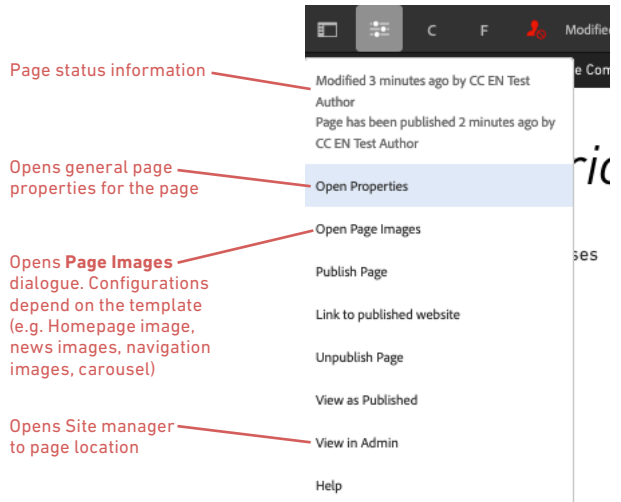 C F Modified
Page status information
e Com
Modified 3 minutes ago by CC EN Test
Author
Page has been published 2 minutes ago by
CC EN Test Author
Opens general page
properties for the page
Open Properties
Open Page Images
ses
Opens Page Images
dialogue. Configurations
depend on the template
(e.g. Homepage image,
news images, navigation
images, carousel)
Publish Page
Link to published website
Unpublish Page
View as Published
Opens Site manager
to page location
View in Admin
Help